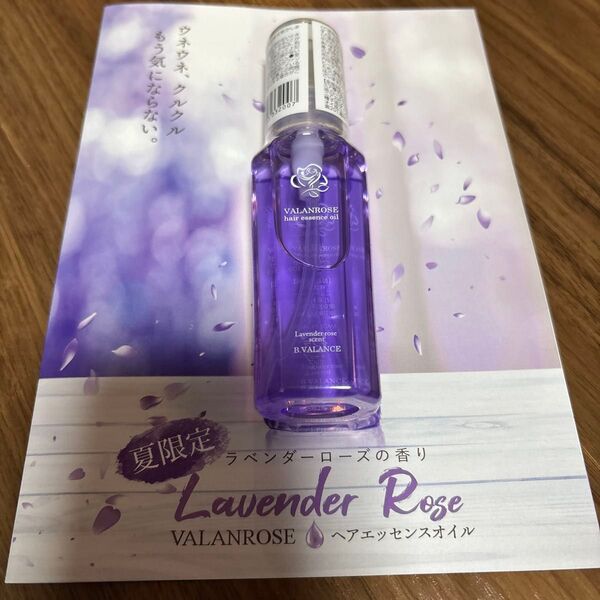 ウネウネ、クルクル
もう気にならない。
VALANROSE
hair essence oil
Lavender rose
scent
B.VALANCE
夏限定
ラベンダーローズの香り
Lavender Rose
VALANROSE ヘアエッセンスオイル